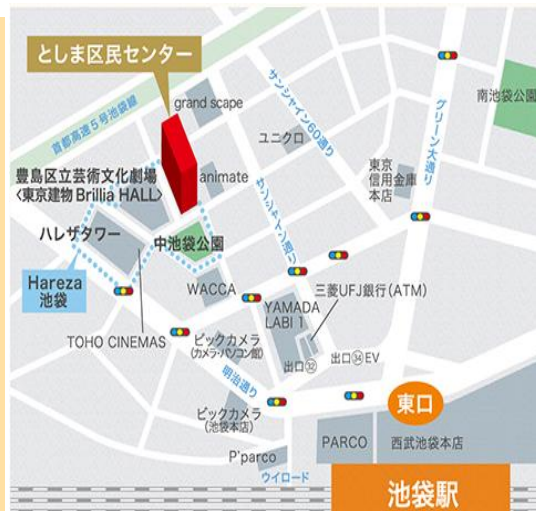 としま区民センター
首都高速5号池袋線
grand scape
サンシャイン60通り
ユニクロ
グリーン大通り
南池袋公園
東京
信用金庫
本店
豊島区立芸術文化劇場
〈東京建物 Brillia HALL〉
animate
サンシャイン通り
ハレザタワー
中池袋公園
Hareza
池袋
WACCA
TOHO CINEMAS
YAMADA
LABI 1
三菱UFJ銀行(ATM)
ビックカメラ
(カメラ・パソコン館)
出口㉜
出口㉞EV
明治通り
ビックカメラ
(池袋本店)
東口
P'parco
PARCO
西武池袋本店
ウイロード
池袋駅